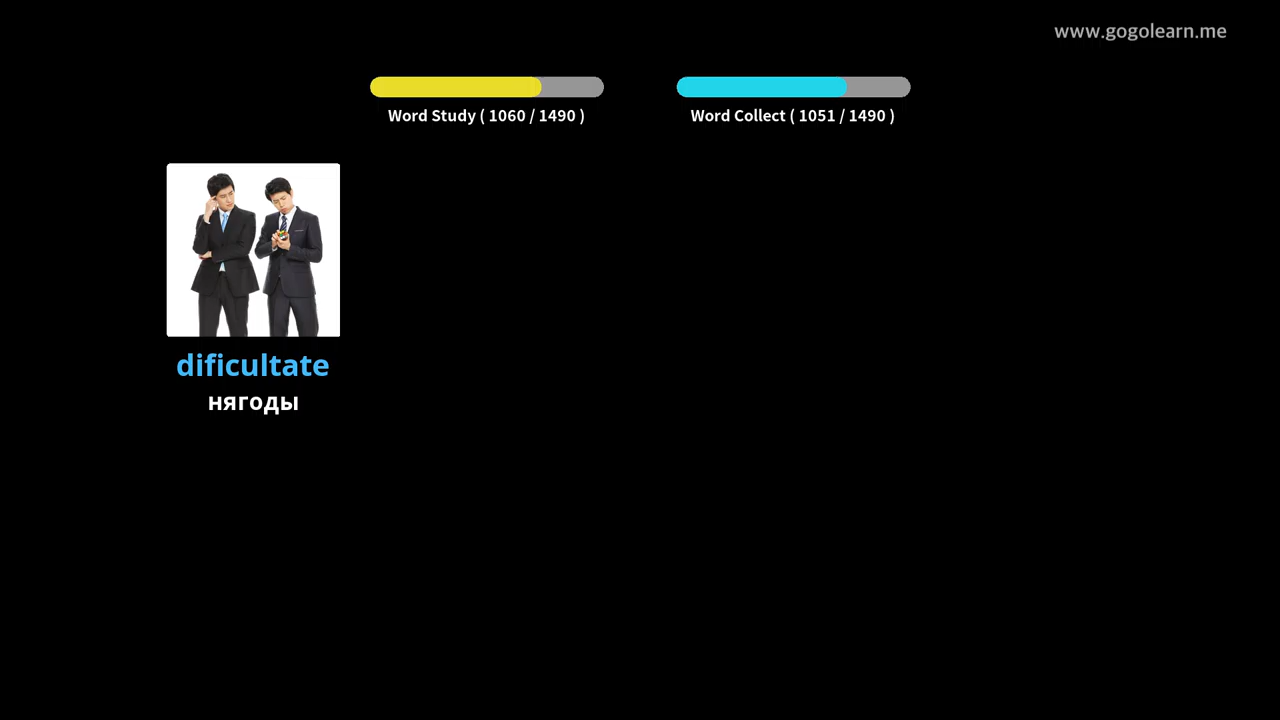 www.gogolearn.me
Word Study ( 1060 / 1490 )
Word Collect ( 1051 / 1490 )
dificultate
нягоды